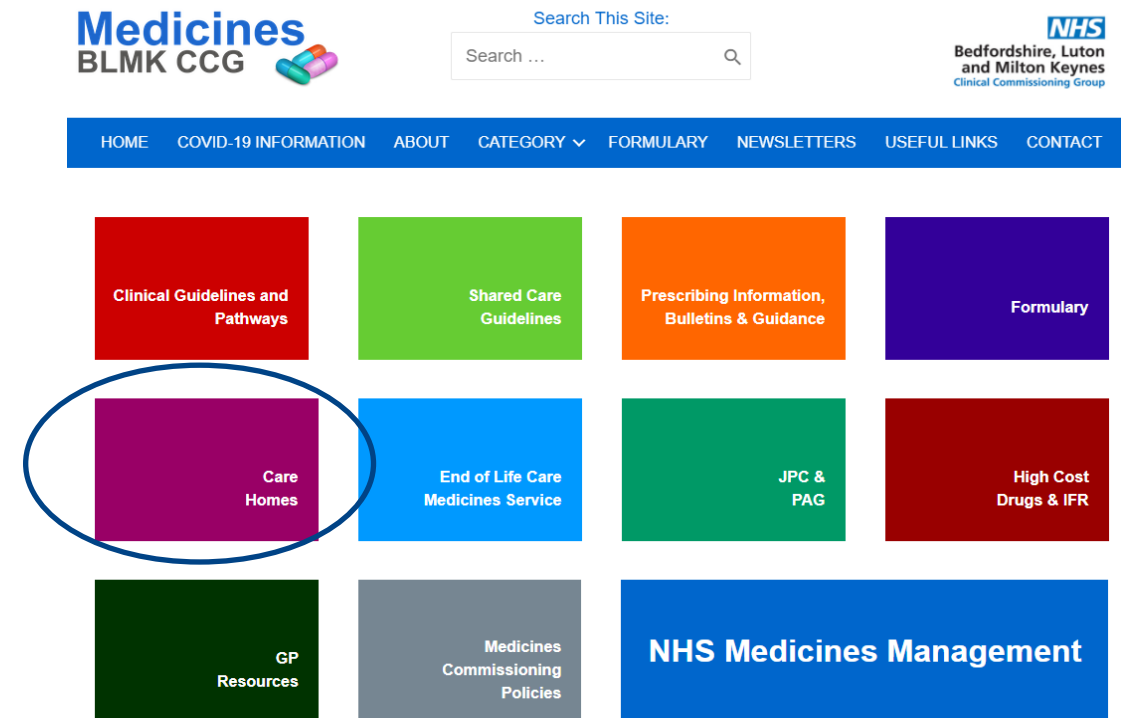 Medicines
BLMK CCG
Search This Site:
Search ...
NHS
Bedfordshire, Luton
and Milton Keynes
Clinical Commissioning Group
HOME COVID-19 INFORMATION ABOUT CATEGORY FORMULARY NEWSLETTERS USEFUL LINKS CONTACT
Clinical Guidelines and
Pathways
Shared Care
Guidelines
Prescribing Information,
Bulletins & Guidance
Formulary
Care
Homes
End of Life Care
Medicines Service
JPC &
PAG
High Cost
Drugs & IFR
GP
Resources
Medicines
Commissioning
Policies
NHS Medicines Management